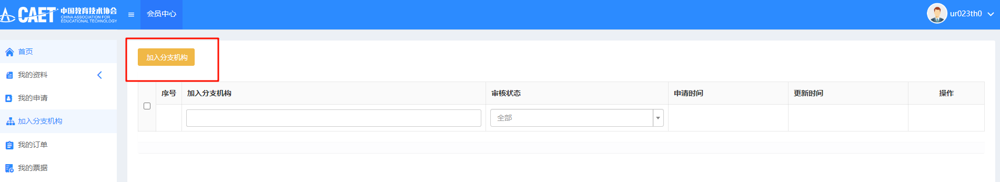 CAET 中国教育技术协会
CHINA ASSOCIATION FOR
EDUCATIONAL TECHNOLOGY
会员中心
ur023th0
首页
我的资料
我的申请
加入分支机构
我的订单
我的票据
加入分支机构
序号 加入分支机构 审核状态 申请时间 更新时间 操作
全部